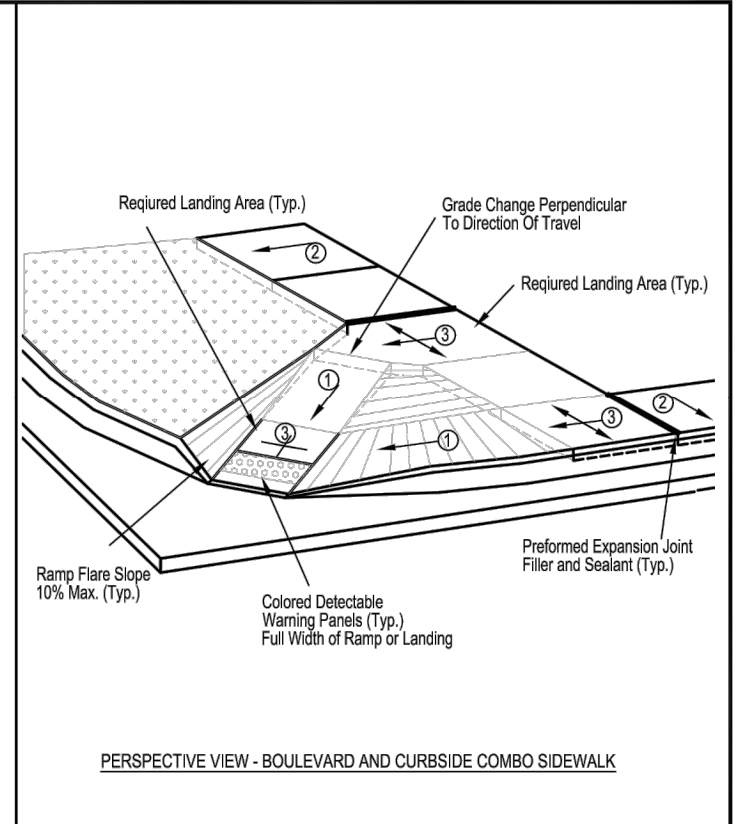 Reqiured Landing Area (Typ.)
Grade Change Perpendicular
To Direction Of Travel
2
Reqiured Landing Area (Typ.)
3
1
2
3
3
1
Preformed Expansion Joint
Filler and Sealant (Typ.)
Ramp Flare Slope
10% Max. (Typ.)
Colored Detectable
Warning Panels (Typ.)
Full Width of Ramp or Landing
PERSPECTIVE VIEW - BOULEVARD AND CURBSIDE COMBO SIDEWALK